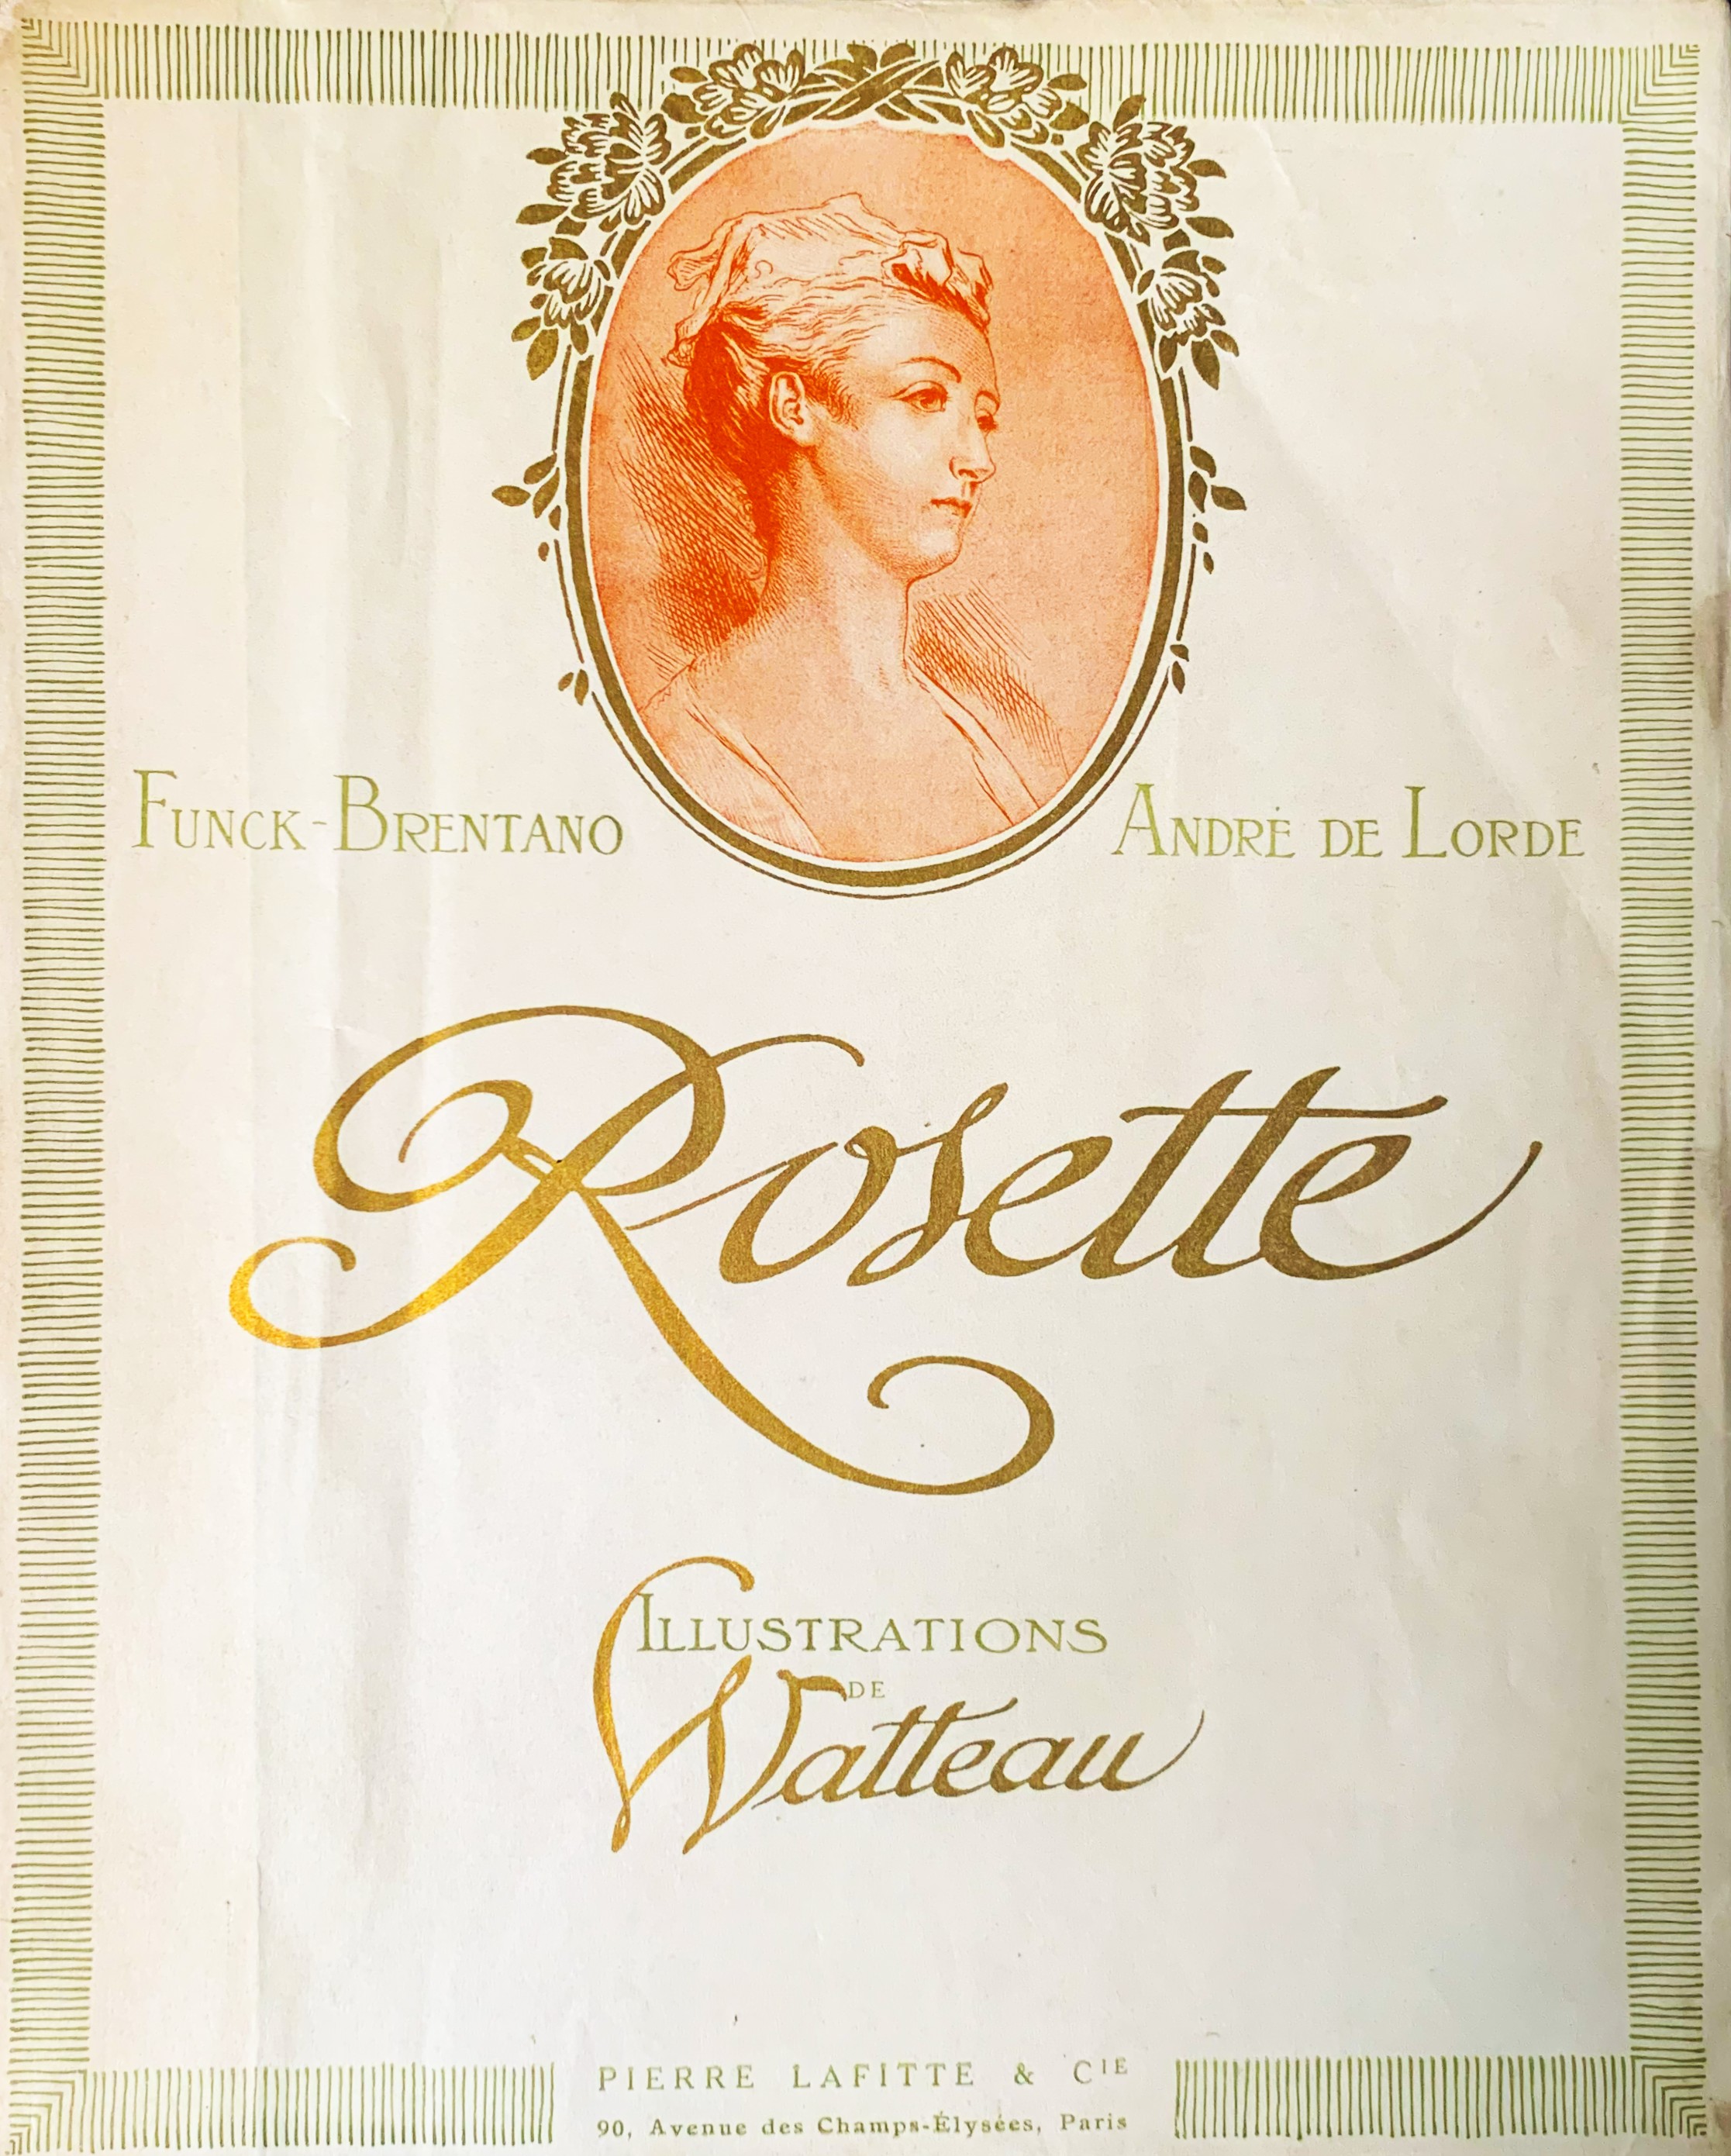 FUNCK-BRENTANO ANDRÉ DE LORDE
Rosette
ILLUSTRATIONS
DE
Watteau
PIERRE LAFITTE & CIE
90, Avenue des Champs-Élysées, Paris